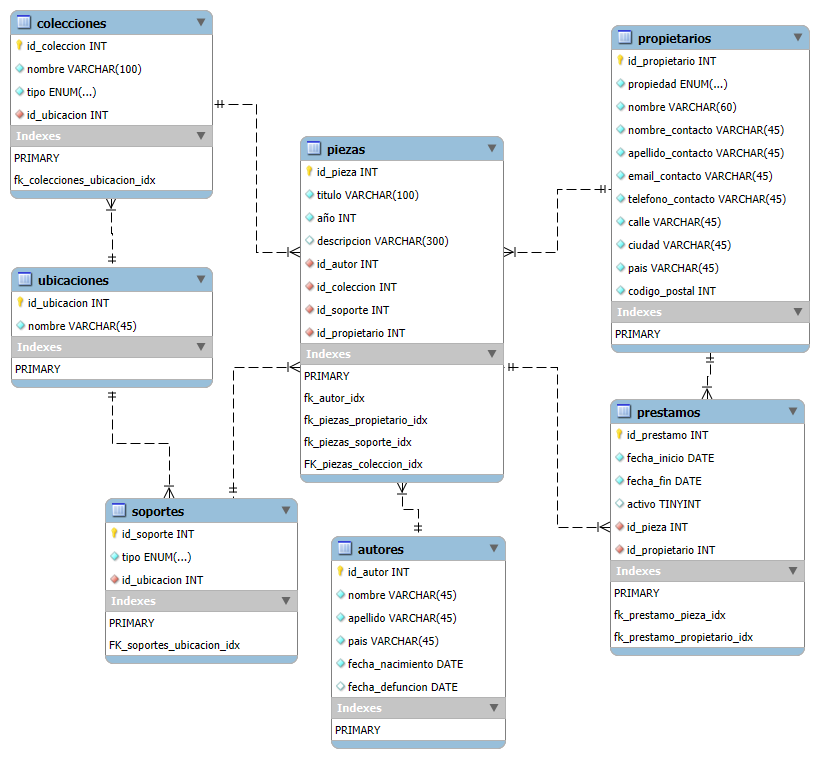 colecciones
id_coleccion INT
nombre VARCHAR(100)
tipo ENUM(...)
id_ubicacion INT
Indexes
PRIMARY
fk_colecciones_ubicacion_idx
ubicaciones
id_ubicacion INT
nombre VARCHAR(45)
Indexes
PRIMARY
soportes
id_soporte INT
tipo ENUM(...)
id_ubicacion INT
Indexes
PRIMARY
FK_soportes_ubicacion_idx
piezas
id_pieza INT
titulo VARCHAR(100)
año INT
descripcion VARCHAR(300)
id_autor INT
id_coleccion INT
id_soporte INT
id_propietario INT
Indexes
PRIMARY
fk_autor_idx
fk_piezas_propietario_idx
fk_piezas_soporte_idx
FK_piezas_coleccion_idx
autores
id_autor INT
nombre VARCHAR(45)
apellido VARCHAR(45)
pais VARCHAR(45)
fecha_nacimiento DATE
fecha_defuncion DATE
Indexes
PRIMARY
propietarios
id_propietario INT
propiedad ENUM(...)
nombre VARCHAR(60)
nombre_contacto VARCHAR(45)
apellido_contacto VARCHAR(45)
email_contacto VARCHAR(45)
telefono_contacto VARCHAR(45)
calle VARCHAR(45)
ciudad VARCHAR(45)
pais VARCHAR(45)
codigo_postal INT
Indexes
PRIMARY
prestamos
id_prestamo INT
fecha_inicio DATE
fecha_fin DATE
activo TINYINT
id_pieza INT
id_propietario INT
Indexes
PRIMARY
fk_prestamo_pieza_idx
fk_prestamo_propietario_idx